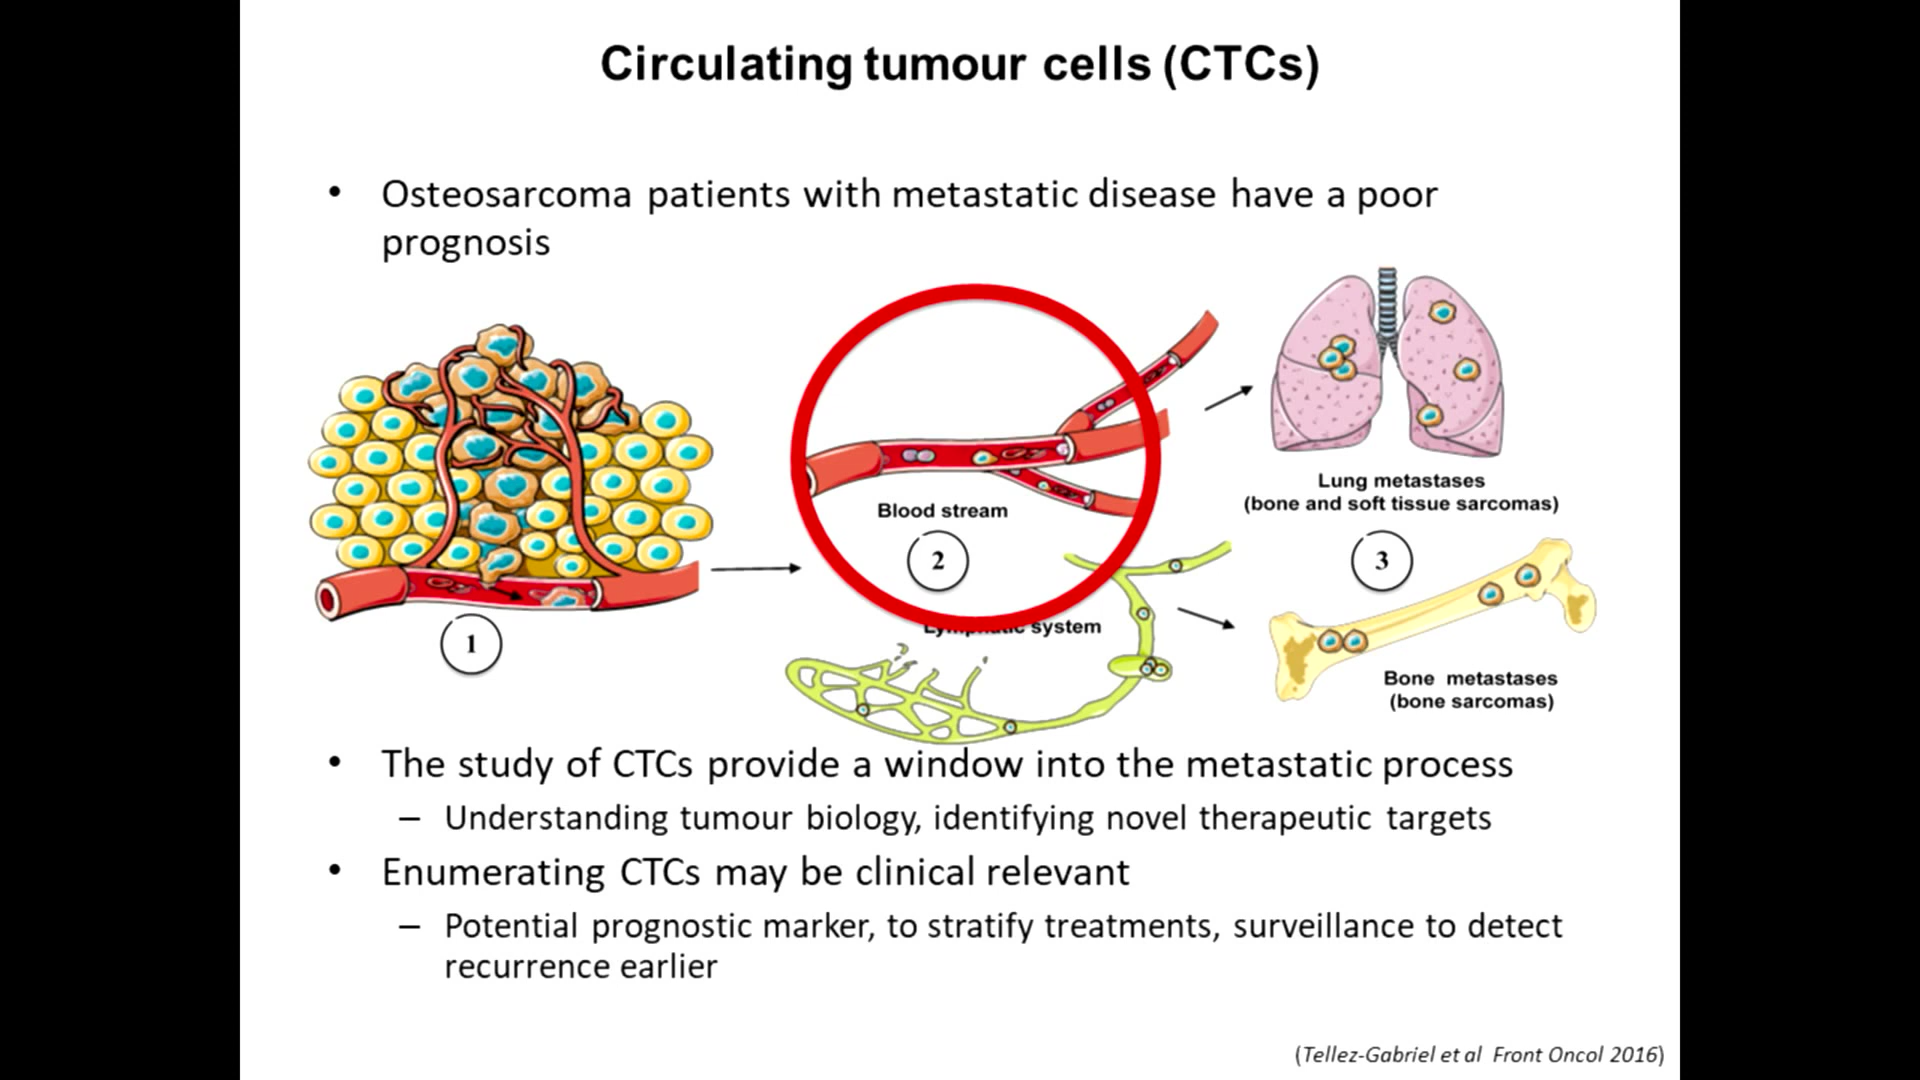 Circulating tumour cells (CTCs)
• Osteosarcoma patients with metastatic disease have a poor
prognosis
Blood stream
2
Lymphatic system
1
Lung metastases
(bone and soft tissue sarcomas)
3
Bone metastases
(bone sarcomas)
• The study of CTCs provide a window into the metastatic process
– Understanding tumour biology, identifying novel therapeutic targets
• Enumerating CTCs may be clinical relevant
– Potential prognostic marker, to stratify treatments, surveillance to detect
recurrence earlier
(Tellez-Gabriel et al Front Oncol 2016)